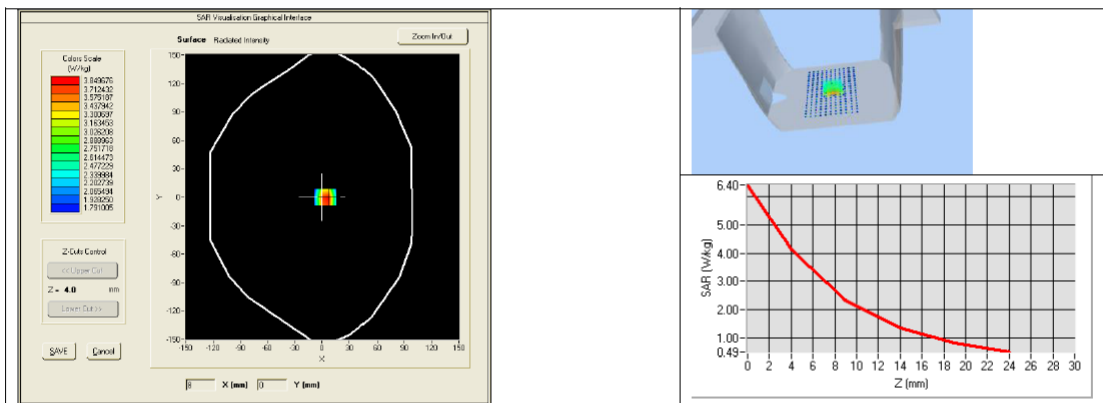 SAR Visualisation Graphical Interface
Surface Radiated Intensity
Zoom In/Out
Colors Scale
(W/kg)
3.849676
3.712432
3.575187
3.437942
3.300697
3.163453
3.026208
2.888963
2.751718
2.614473
2.477229
2.339984
2.202739
2.065494
1.928250
1.791005
150-
120-
90-
60-
30-
0-
-30-
-60-
-90-
-120-
-150-
Y
-150 -120 -90 -60 -30 0 30 60 90 120 150
X
Z-Cuts Control
<< Upper Cut
Z = 4.0 mm
SAVE Cancel
8 X (mm) 0 Y (mm)
6.40-
5.00-
4.00-
3.00-
2.00-
1.00-
0.49-
SAR (W/kg)
0 2 4 6 8 10 12 14 16 18 20 22 24 26 28 30
Z (mm)